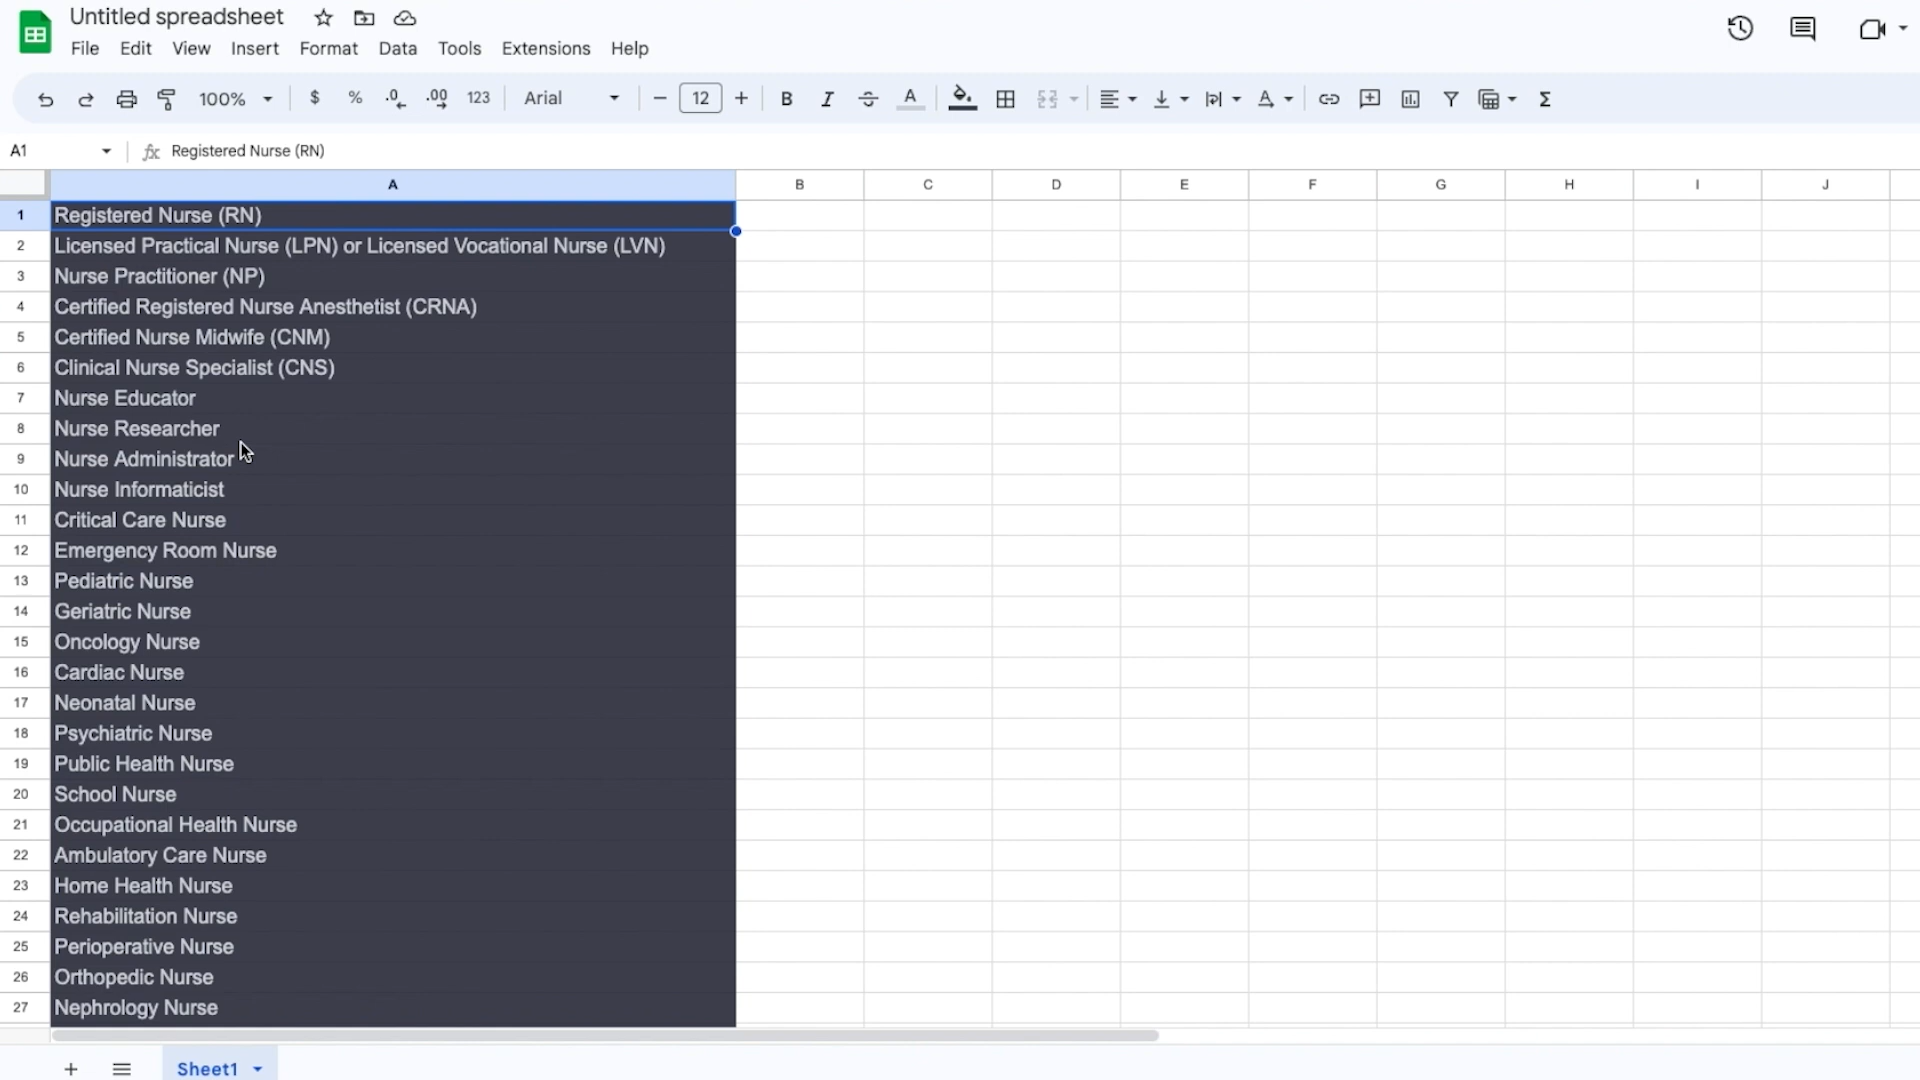 Untitled spreadsheet
File Edit View Insert Format Data Tools Extensions Help
100% $ % .0 .00 123 Arial 12 B I A Σ
A1 fx Registered Nurse (RN)
A B C D E F G H I J
1 Registered Nurse (RN)
2 Licensed Practical Nurse (LPN) or Licensed Vocational Nurse (LVN)
3 Nurse Practitioner (NP)
4 Certified Registered Nurse Anesthetist (CRNA)
5 Certified Nurse Midwife (CNM)
6 Clinical Nurse Specialist (CNS)
7 Nurse Educator
8 Nurse Researcher
9 Nurse Administrator
10 Nurse Informaticist
11 Critical Care Nurse
12 Emergency Room Nurse
13 Pediatric Nurse
14 Geriatric Nurse
15 Oncology Nurse
16 Cardiac Nurse
17 Neonatal Nurse
18 Psychiatric Nurse
19 Public Health Nurse
20 School Nurse
21 Occupational Health Nurse
22 Ambulatory Care Nurse
23 Home Health Nurse
24 Rehabilitation Nurse
25 Perioperative Nurse
26 Orthopedic Nurse
27 Nephrology Nurse
Sheet1